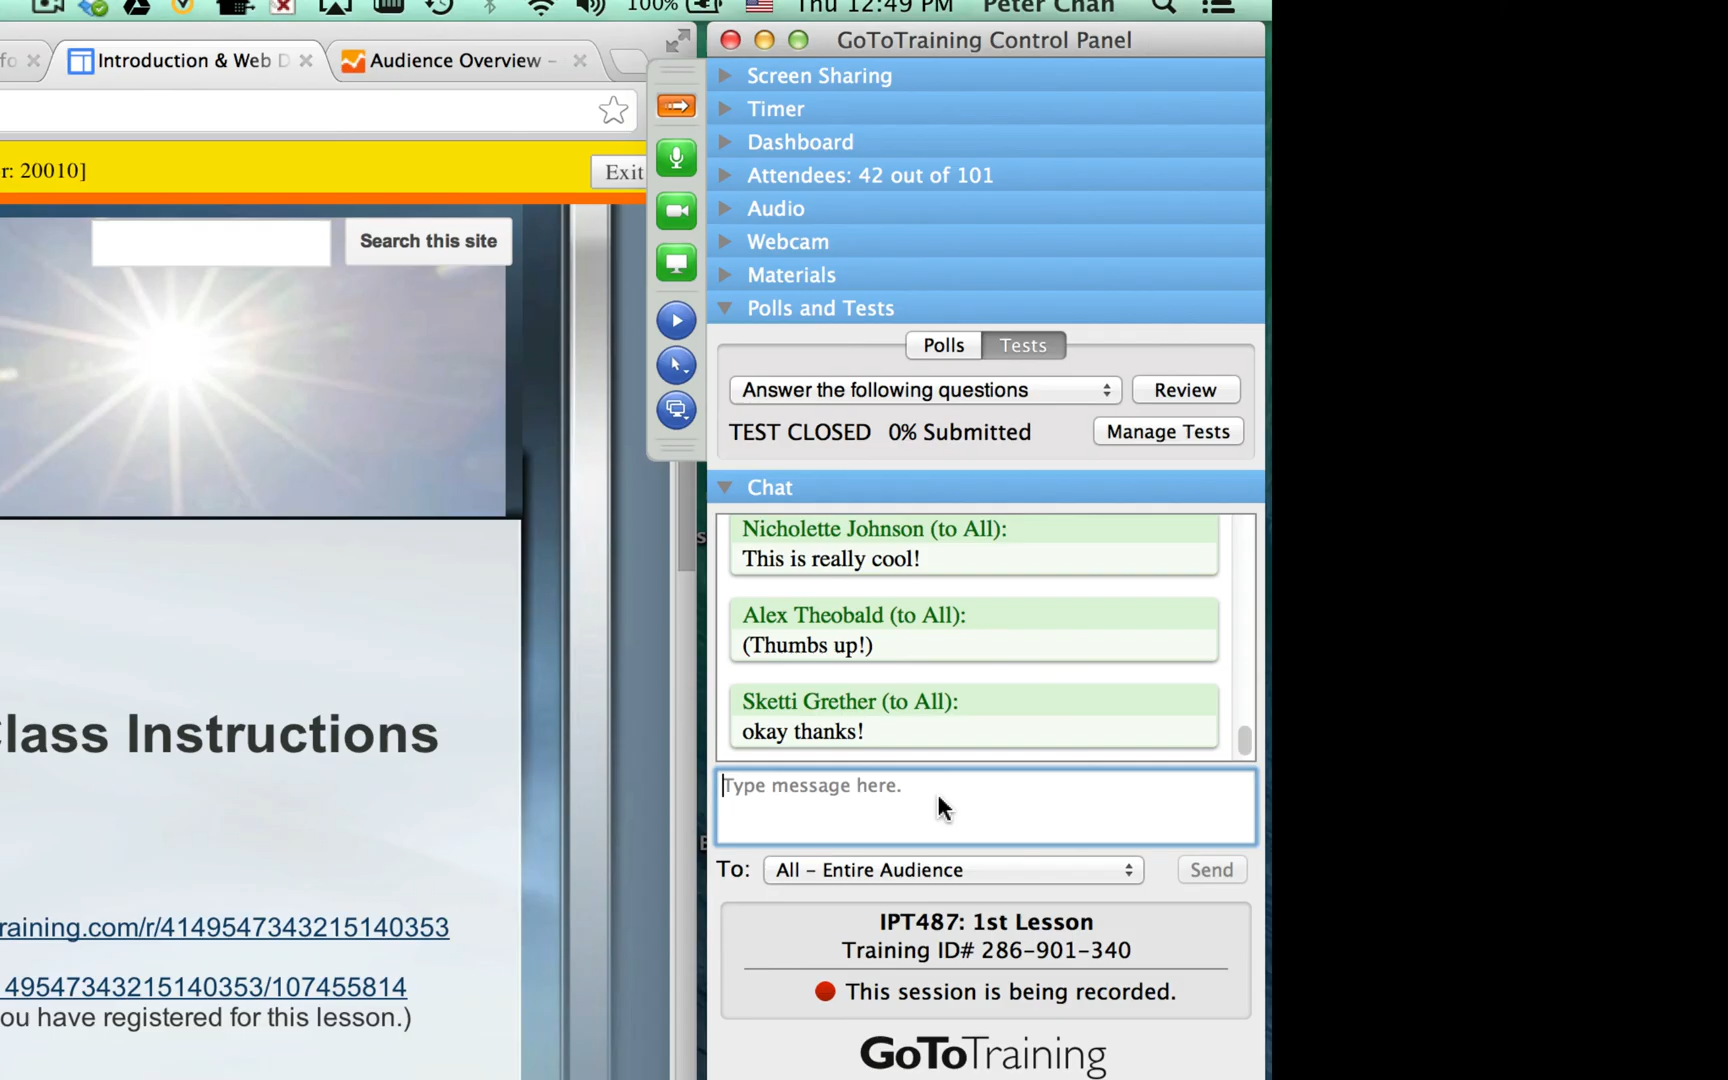 100%
Thu 12:49 PM
Peter Chan
fo
Introduction & Web D
Audience Overview –
GoToTraining Control Panel
Screen Sharing
Timer
Dashboard
r: 20010]
Exit
Attendees: 42 out of 101
Audio
Search this site
Webcam
Materials
Polls and Tests
Polls
Tests
Answer the following questions
Review
TEST CLOSED 0% Submitted
Manage Tests
Chat
Nicholette Johnson (to All):
This is really cool!
Alex Theobald (to All):
(Thumbs up!)
Sketti Grether (to All):
okay thanks!
Type message here.
To:
All – Entire Audience
Send
lass Instructions
raining.com/r/4149547343215140353
49547343215140353/107455814
ou have registered for this lesson.)
IPT487: 1st Lesson
Training ID# 286-901-340
This session is being recorded.
GoToTraining